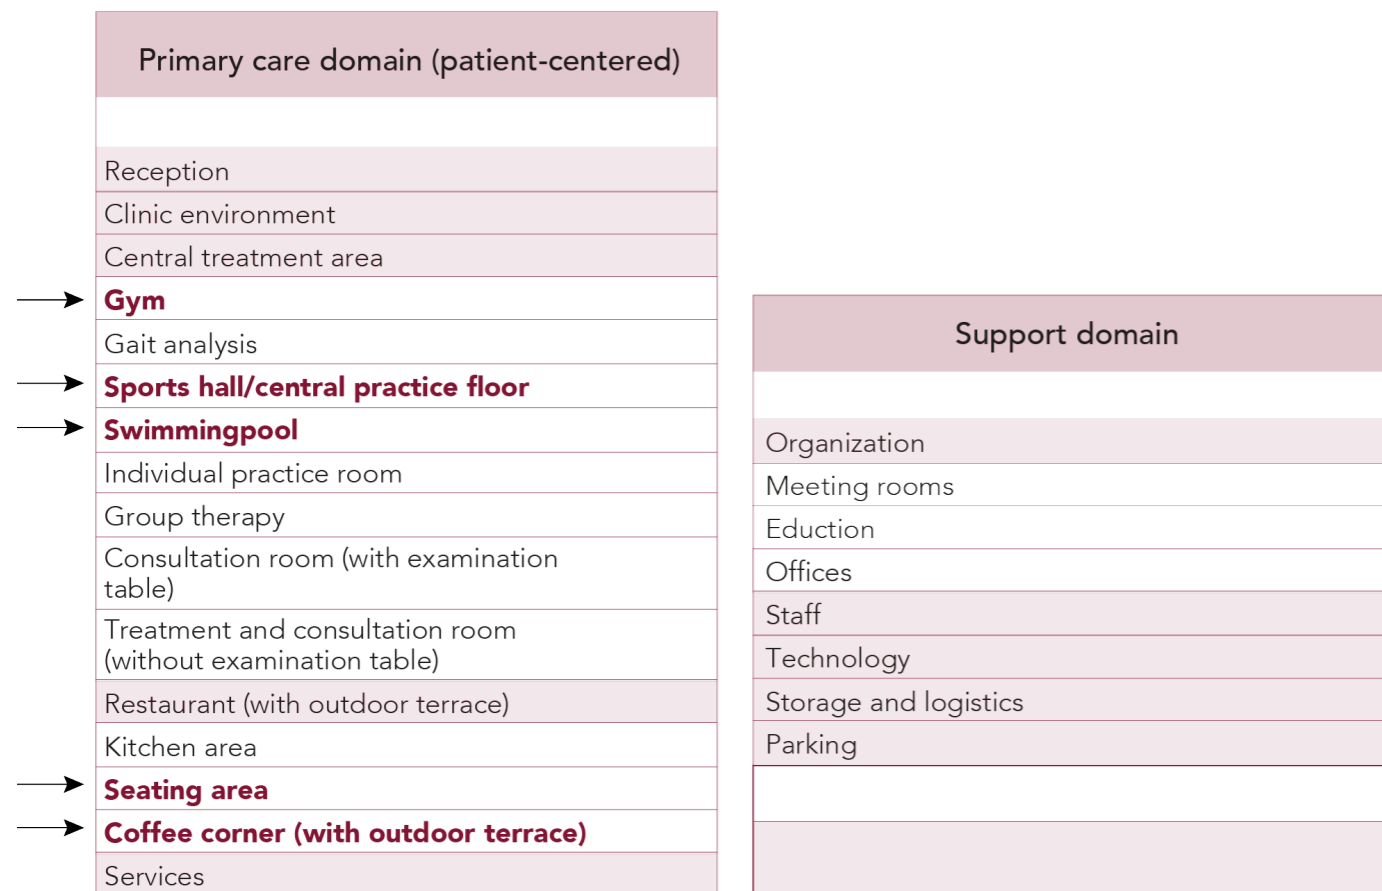 Primary care domain (patient-centered)
Reception
Clinic environment
Central treatment area
Gym
Gait analysis
Sports hall/central practice floor
Swimmingpool
Individual practice room
Group therapy
Consultation room (with examination
table)
Treatment and consultation room
(without examination table)
Restaurant (with outdoor terrace)
Kitchen area
Seating area
Coffee corner (with outdoor terrace)
Services
Support domain
Organization
Meeting rooms
Eduction
Offices
Staff
Technology
Storage and logistics
Parking